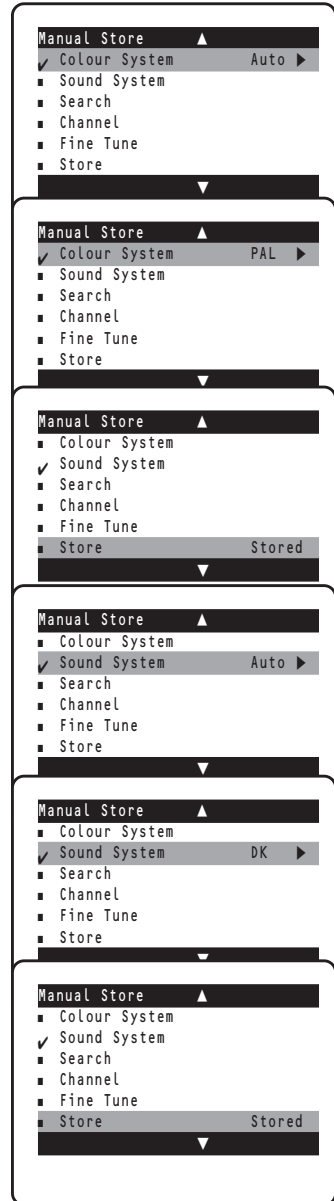 Manual Store ▲
✔ Colour System Auto ▶
▪ Sound System
▪ Search
▪ Channel
▪ Fine Tune
▪ Store
▼
Manual Store ▲
✔ Colour System PAL ▶
▪ Sound System
▪ Search
▪ Channel
▪ Fine Tune
▪ Store
▼
Manual Store ▲
▪ Colour System
✔ Sound System
▪ Search
▪ Channel
▪ Fine Tune
▪ Store Stored
▼
Manual Store ▲
▪ Colour System
✔ Sound System Auto ▶
▪ Search
▪ Channel
▪ Fine Tune
▪ Store
▼
Manual Store ▲
▪ Colour System
✔ Sound System DK ▶
▪ Search
▪ Channel
▪ Fine Tune
▪ Store
▼
Manual Store ▲
▪ Colour System
✔ Sound System
▪ Search
▪ Channel
▪ Fine Tune
▪ Store Stored
▼